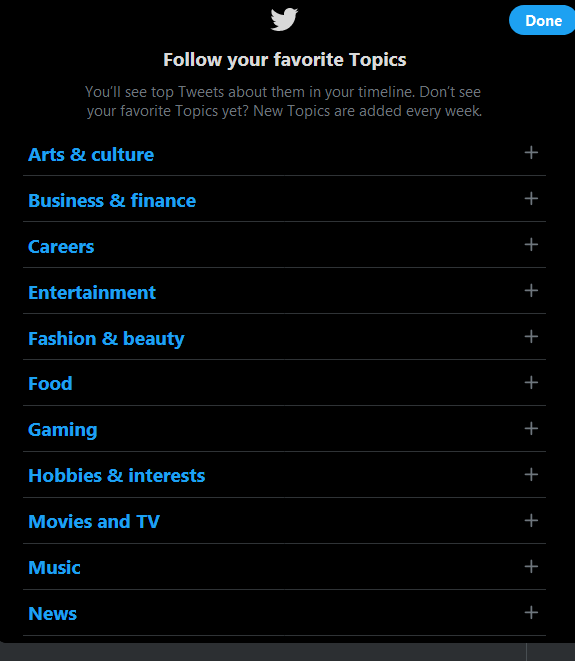 Done
Follow your favorite Topics
You'll see top Tweets about them in your timeline. Don't see
your favorite Topics yet? New Topics are added every week.
Arts & culture
Business & finance
Careers
Entertainment
Fashion & beauty
Food
Gaming
Hobbies & interests
Movies and TV
Music
News